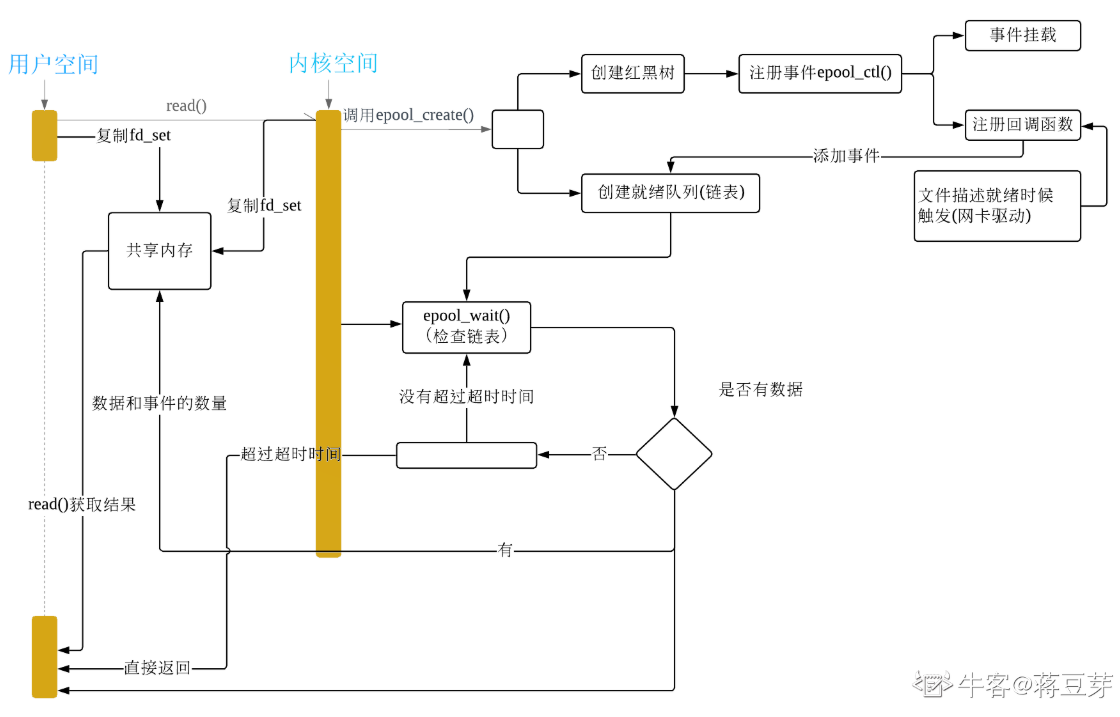 用户空间
内核空间
事件挂载
创建红黑树
注册事件epool_ctl()
read()
调用epool_create()
复制fd_set
注册回调函数
添加事件
创建就绪队列(链表)
文件描述就绪时候
触发(网卡驱动)
复制fd_set
共享内存
epool_wait()
（检查链表）
是否有数据
没有超过超时时间
数据和事件的数量
超过超时时间
否
read()获取结果
有
直接返回
牛客@蒋豆芽